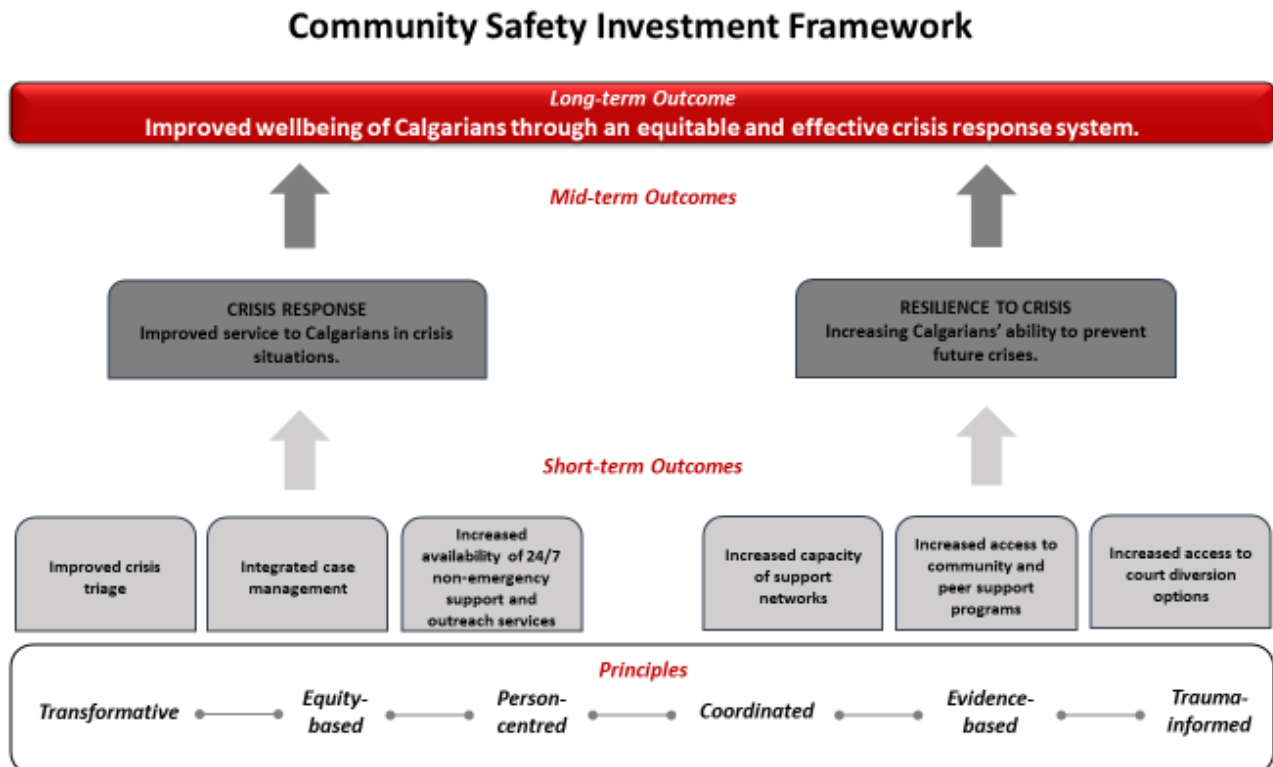 Community Safety Investment Framework
Long-term Outcome
Improved wellbeing of Calgarians through an equitable and effective crisis response system.
Mid-term Outcomes
CRISIS RESPONSE
Improved service to Calgarians in crisis
situations.
RESILIENCE TO CRISIS
Increasing Calgarians' ability to prevent
future crises.
Short-term Outcomes
Improved crisis
triage
Integrated case
management
Increased
availability of 24/7
non-emergency
support and
outreach services
Increased capacity
of support
networks
Increased access to
community and
peer support
programs
Increased access to
court diversion
options
Principles
Transformative
Equity-
based
Person-
centred
Coordinated
Evidence-
based
Trauma-
informed